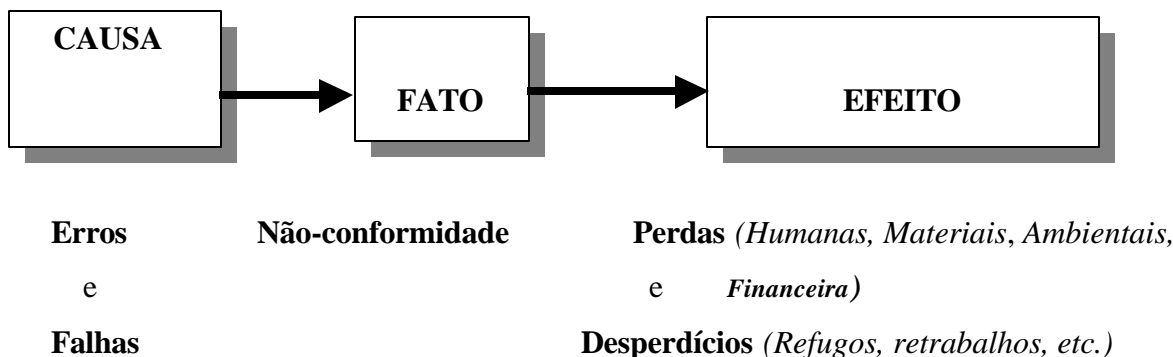 CAUSA
FATO
EFEITO
Erros Não-conformidade Perdas (Humanas, Materiais, Ambientais,
e e Financeira)
Falhas Desperdícios (Refugos, retrabalhos, etc.)